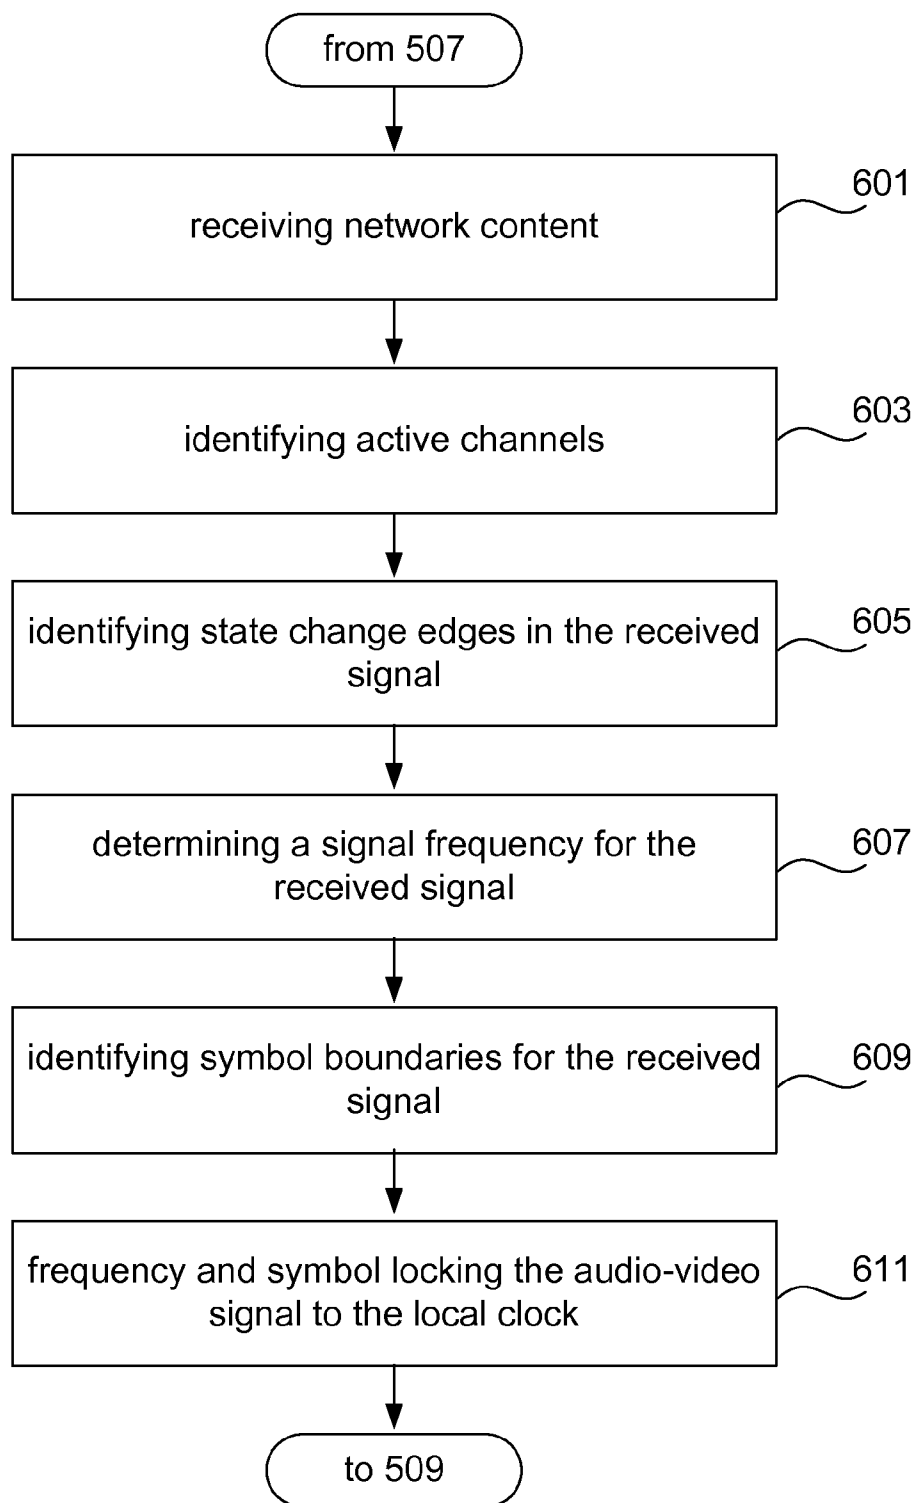 from 507
receiving network content
601
identifying active channels
603
identifying state change edges in the received
signal
605
determining a signal frequency for the
received signal
607
identifying symbol boundaries for the received
signal
609
frequency and symbol locking the audio-video
signal to the local clock
611
to 509